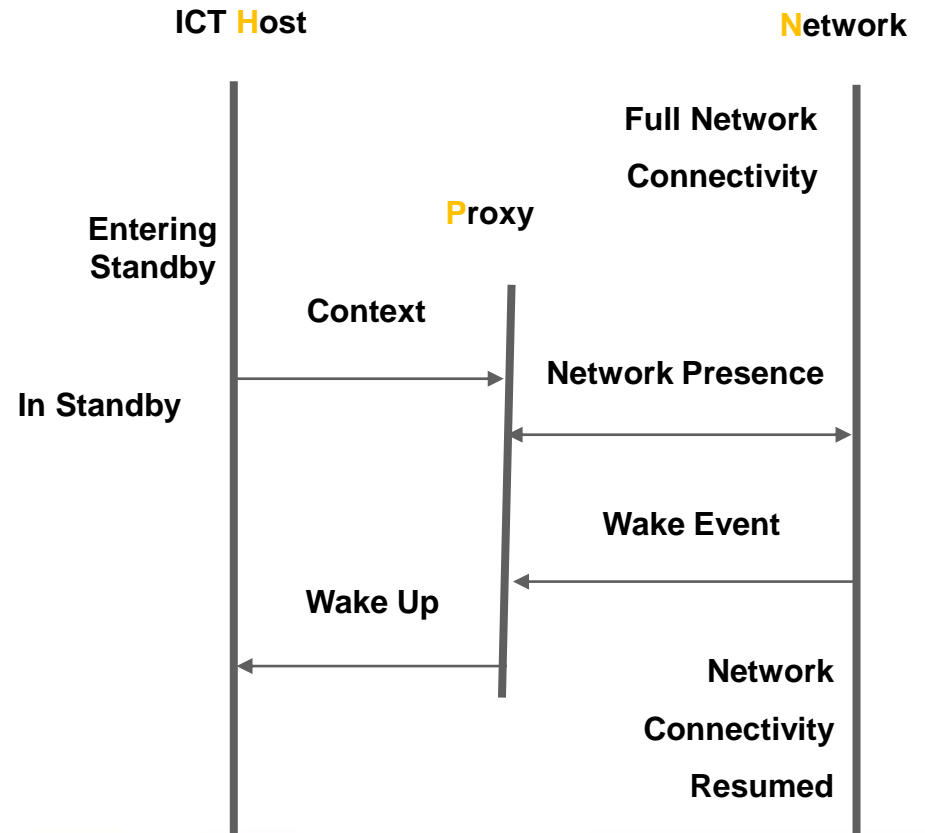 ICT Host
Network
Full Network
Connectivity
Proxy
Entering
Standby
Context
Network Presence
In Standby
Wake Event
Wake Up
Network
Connectivity
Resumed